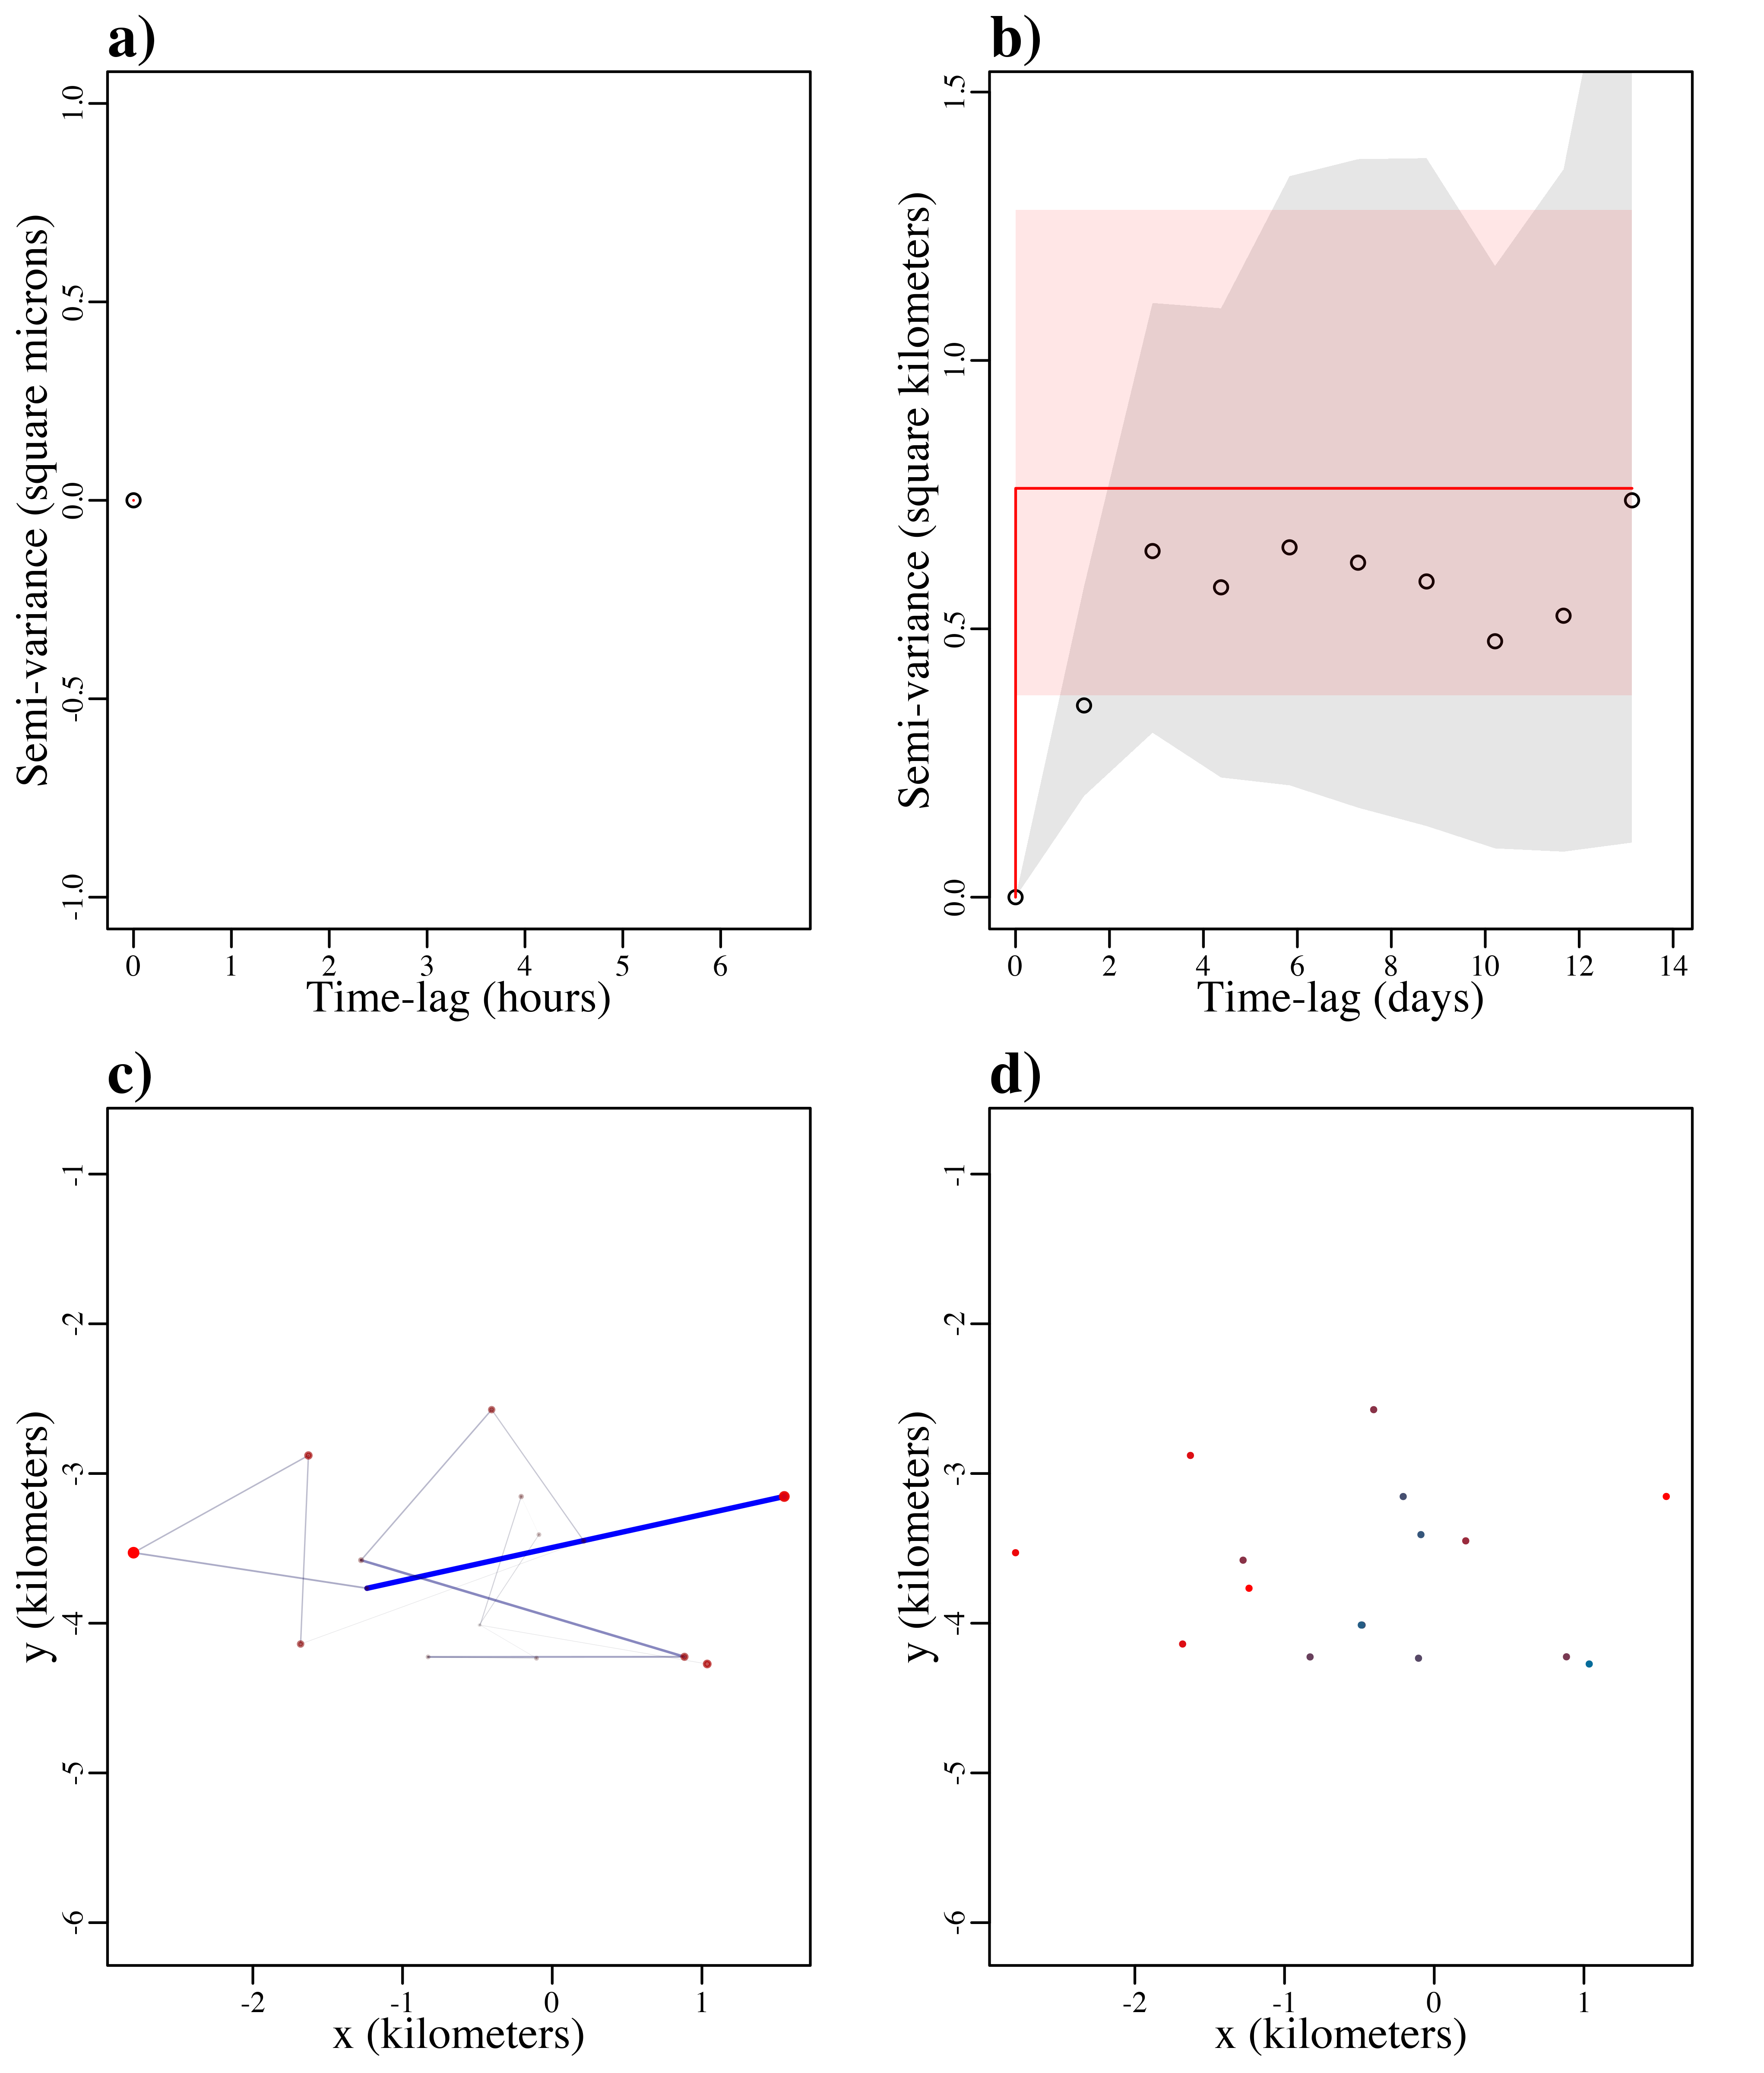 a)
Semi-variance (square microns)
1.0
0.5
0.0
-0.5
-1.0
0 1 2 3 4 5 6
Time-lag (hours)
b)
Semi-variance (square kilometers)
1.5
1.0
0.5
0.0
0 2 4 6 8 10 12 14
Time-lag (days)
c)
y (kilometers)
-1
-2
-3
-4
-5
-6
-2 -1 0 1
x (kilometers)
d)
y (kilometers)
-1
-2
-3
-4
-5
-6
-2 -1 0 1
x (kilometers)